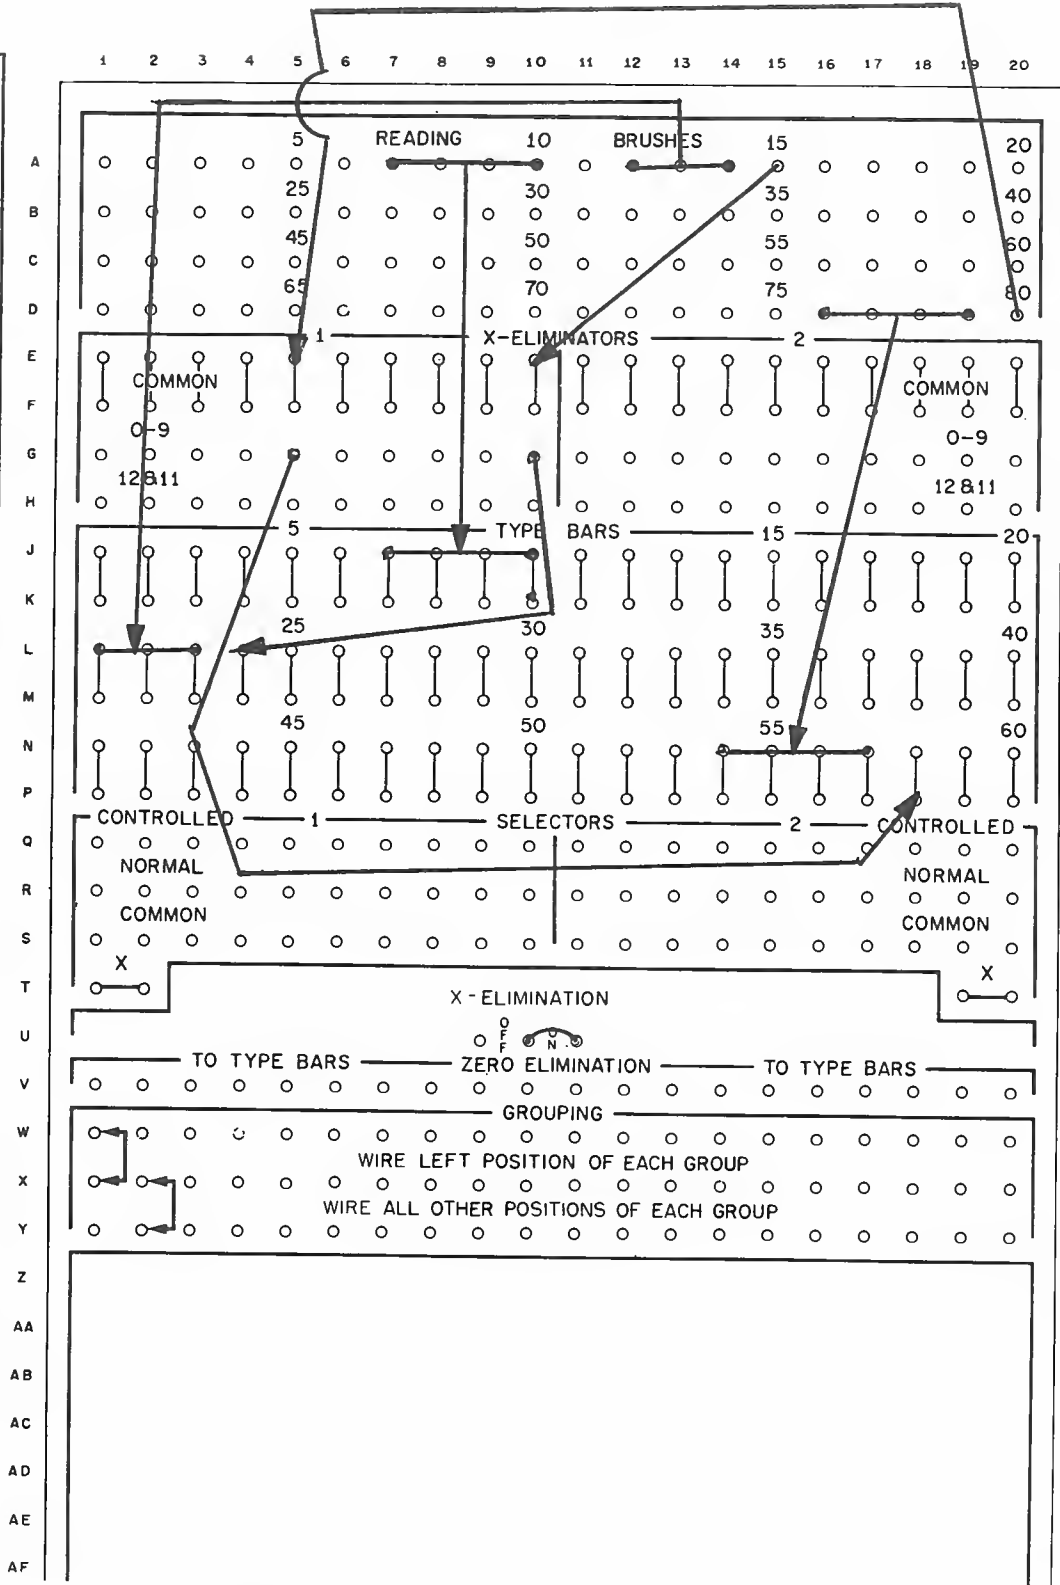 1 2 3 4 5 6 7 8 9 10 11 12 13 14 15 16 17 18 19 20
5 READING 10 BRUSHES 15 20
A
25 30 35 40
B
45 50 55 60
C
65 70 75 80
D
1 X-ELIMINATORS 2
E
COMMON COMMON
F
0-9 0-9
G
12&11 12&11
H
5 TYPE BARS 15 20
J
K
25 30 35 40
L
M
45 50 55 60
N
P
CONTROLLED 1 SELECTORS 2 CONTROLLED
Q
NORMAL NORMAL
R
COMMON COMMON
S
X X
T
X-ELIMINATION
U OFF ON
TO TYPE BARS ZERO ELIMINATION TO TYPE BARS
V
GROUPING
W
WIRE LEFT POSITION OF EACH GROUP
X
WIRE ALL OTHER POSITIONS OF EACH GROUP
Y
Z
AA
AB
AC
AD
AE
AF